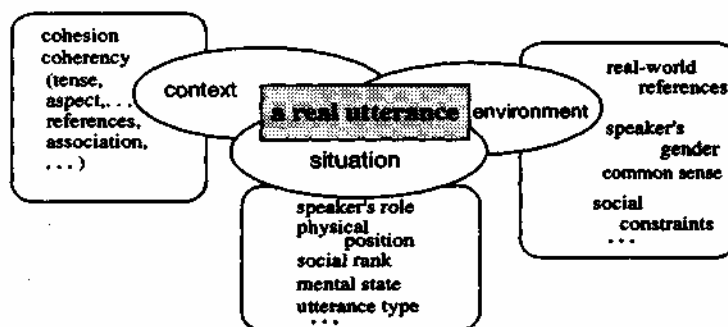 cohesion
coherency
(tense,
aspect,...
references,
association,
...)
context
a real utterance
environment
situation
real-world
references
speaker's
gender
common sense
social
constraints
...
speaker's role
physical
position
social rank
mental state
utterance type
...